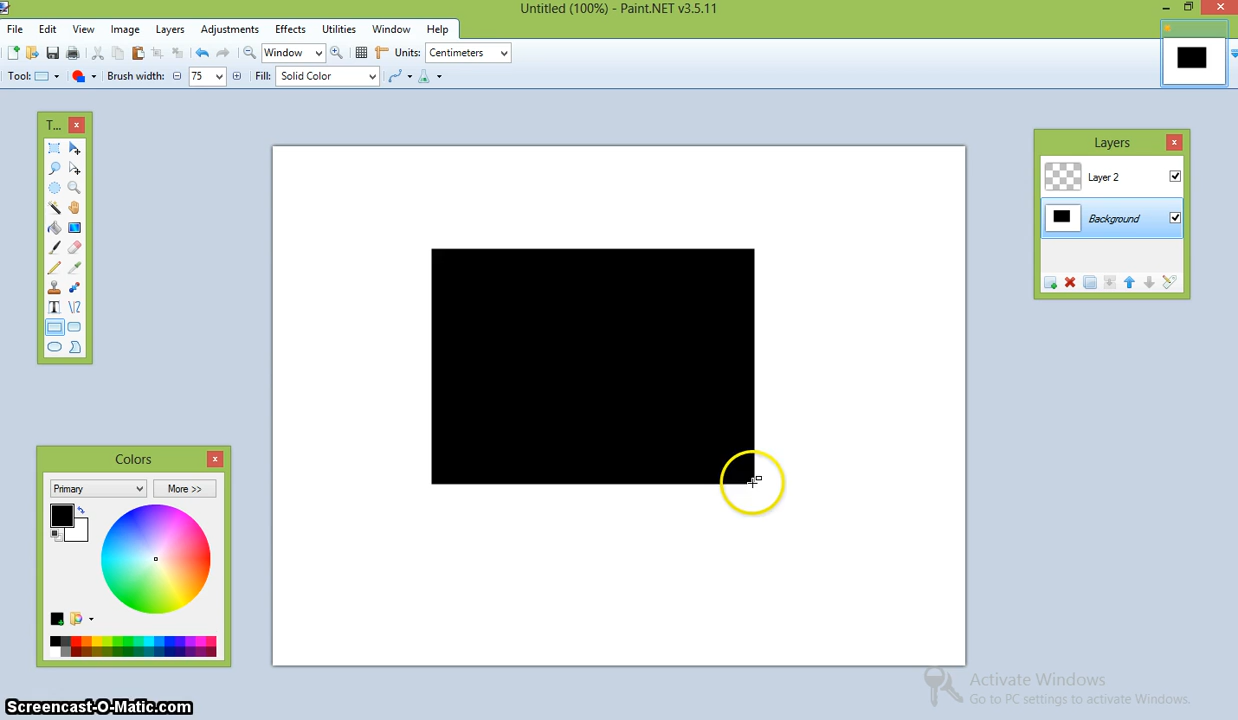 Untitled (100%) - Paint.NET v3.5.11
File Edit View Image Layers Adjustments Effects Utilities Window Help
Window Units: Centimeters
Tool: Brush width: 75 Fill: Solid Color
T...
Layers
Layer 2
Background
Colors
Primary More >>
Activate Windows
Go to PC settings to activate Windows.
Screencast-O-Matic.com